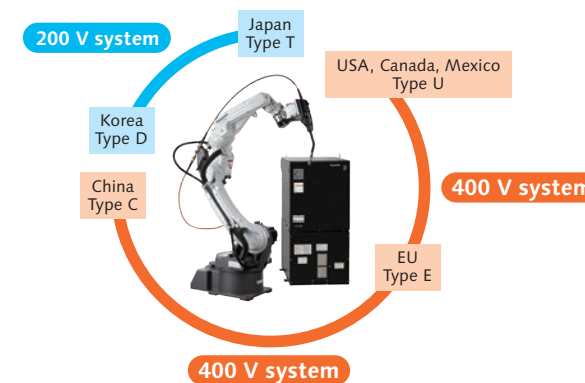 Japan
Type T
200 V system
USA, Canada, Mexico
Type U
Korea
Type D
China
Type C
400 V system
EU
Type E
400 V system